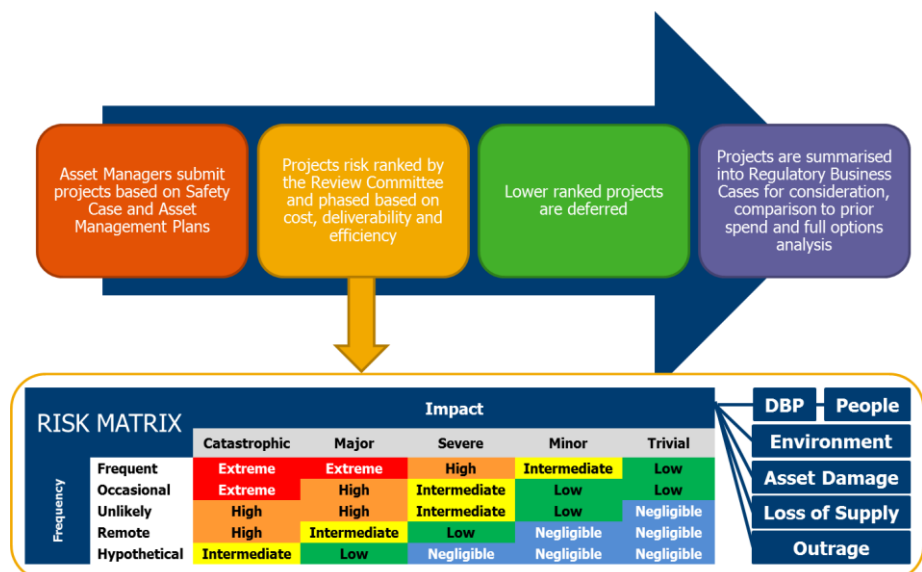 Asset Managers submit
projects based on Safety
Case and Asset
Management Plans
Projects risk ranked by
the Review Committee
and phased based on
cost, deliverability and
efficiency
Lower ranked projects
are deferred
Projects are summarised
into Regulatory Business
Cases for consideration,
comparison to prior
spend and full options
analysis
RISK MATRIX
Impact
Catastrophic Major Severe Minor Trivial
Frequency
Frequent Extreme Extreme High Intermediate Low
Occasional Extreme High Intermediate Low Low
Unlikely High High Intermediate Low Negligible
Remote High Intermediate Low Negligible Negligible
Hypothetical Intermediate Low Negligible Negligible Negligible
DBP People
Environment
Asset Damage
Loss of Supply
Outrage